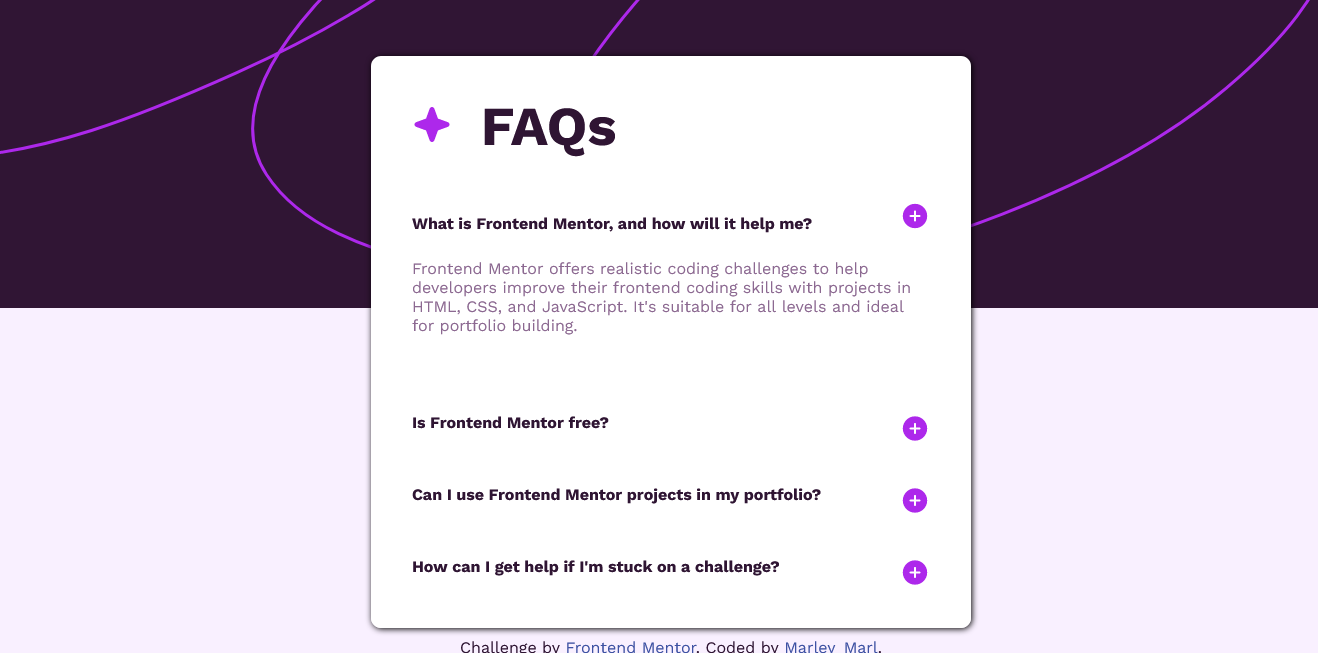 FAQs
What is Frontend Mentor, and how will it help me?
Frontend Mentor offers realistic coding challenges to help
developers improve their frontend coding skills with projects in
HTML, CSS, and JavaScript. It's suitable for all levels and ideal
for portfolio building.
Is Frontend Mentor free?
Can I use Frontend Mentor projects in my portfolio?
How can I get help if I'm stuck on a challenge?
Challenge by Frontend Mentor. Coded by Marley_Marl.